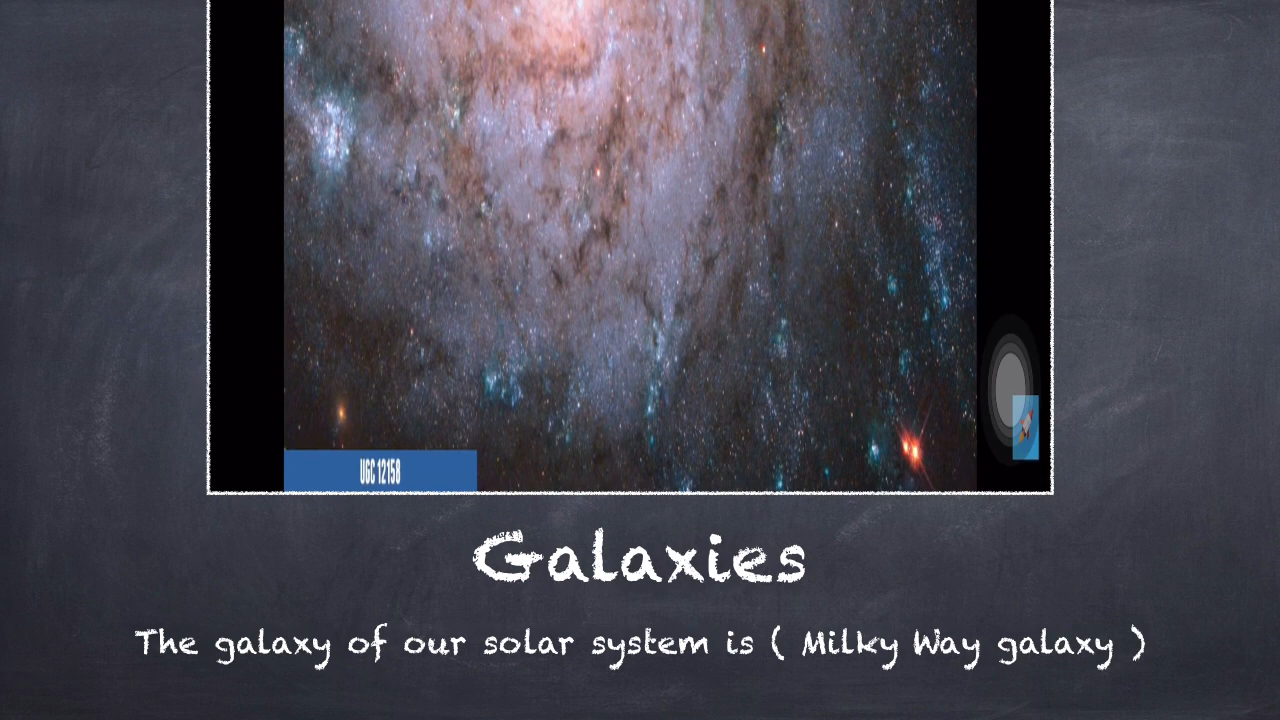 UGC 12158
Galaxies
The galaxy of our solar system is ( Milky Way galaxy )